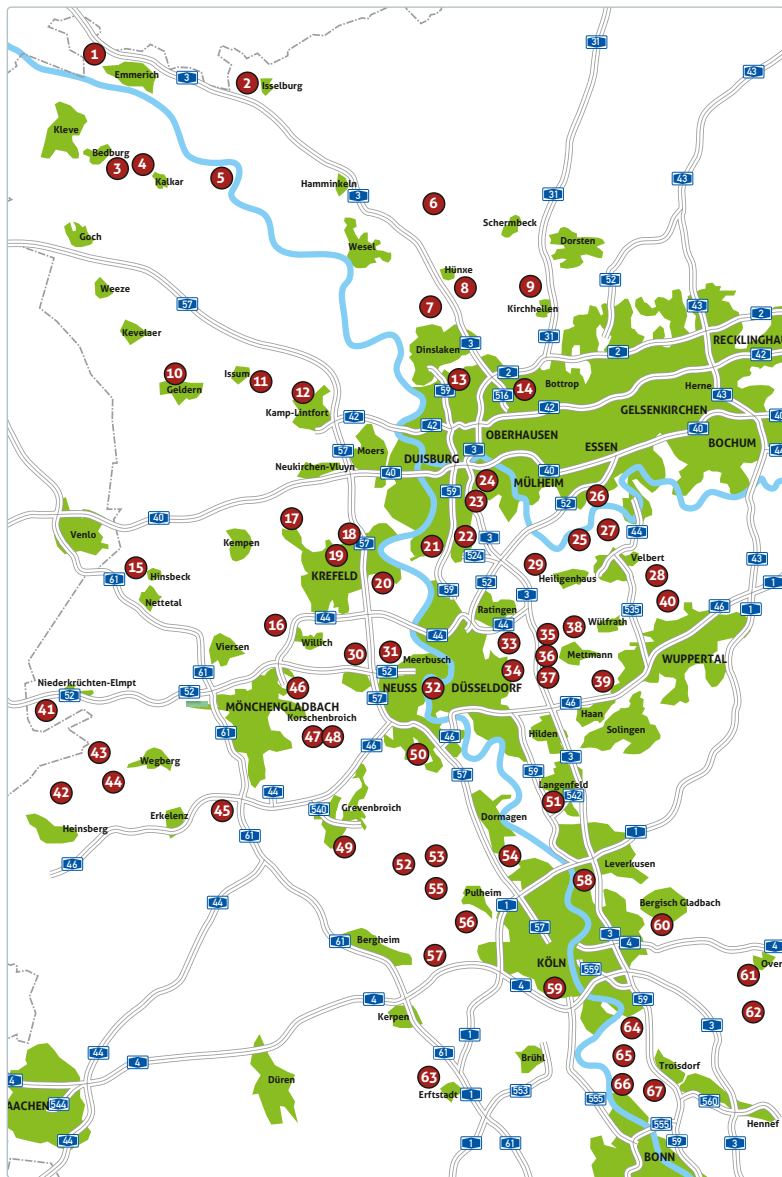 31
1
43
Emmerich
3
2
Isselburg
Kleve
Bedburg
3
4
Kalkar
5
Hamminkeln
3
31
43
6
Schermbeck
Dorsten
Goch
Wesel
Hünxe
52
Weeze
57
8
9
7
Kirchhellen
43
2
Kevelaer
31
3
Dinslaken
2
RECKLINGHAU
42
10
Geldern
Issum
11
12
13
59
2
516
14
Bottrop
Herne
43
Kamp-Lintfort
42
42
42
GELSENKIRCHEN
40
OBERHAUSEN
40
BOCHUM
57
Moers
DUISBURG
3
ESSEN
44
Neukirchen-Vluyn
40
40
24
MÜLHEIM
59
23
52
26
17
40
Venlo
Kempen
18
57
22
3
25
27
44
19
21
524
43
15
61
Hinsbeck
KREFELD
20
29
Velbert
28
Heiligenhaus
52
1
Nettetal
59
3
40
Ratingen
535
46
1
16
44
44
44
38
Wülfrath
Willich
33
35
Viersen
30
31
Meerbusch
36
Mettmann
WUPPERTAL
61
52
34
37
Niederkrüchten-Elmpt
52
52
46
NEUSS
32
DÜSSELDORF
39
41
MÖNCHENGLADBACH
57
46
Haan
Korschenbroich
Solingen
61
47
48
46
46
Hilden
43
50
3
Wegberg
57
59
44
Langenfeld
42
44
542
51
45
540
Grevenbroich
Dormagen
Heinsberg
Erkelenz
61
1
49
53
54
46
52
Leverkusen
58
55
Pulheim
44
1
Bergisch Gladbach
56
60
57
3
61
Bergheim
4
4
57
KÖLN
559
Over
61
4
4
59
59
Kerpen
62
64
3
1
44
4
61
Brühl
65
Troisdorf
4
Düren
63
66
67
AACHEN
544
Erftstadt
1
553
555
560
Hennef
555
44
1
61
59
3
BONN